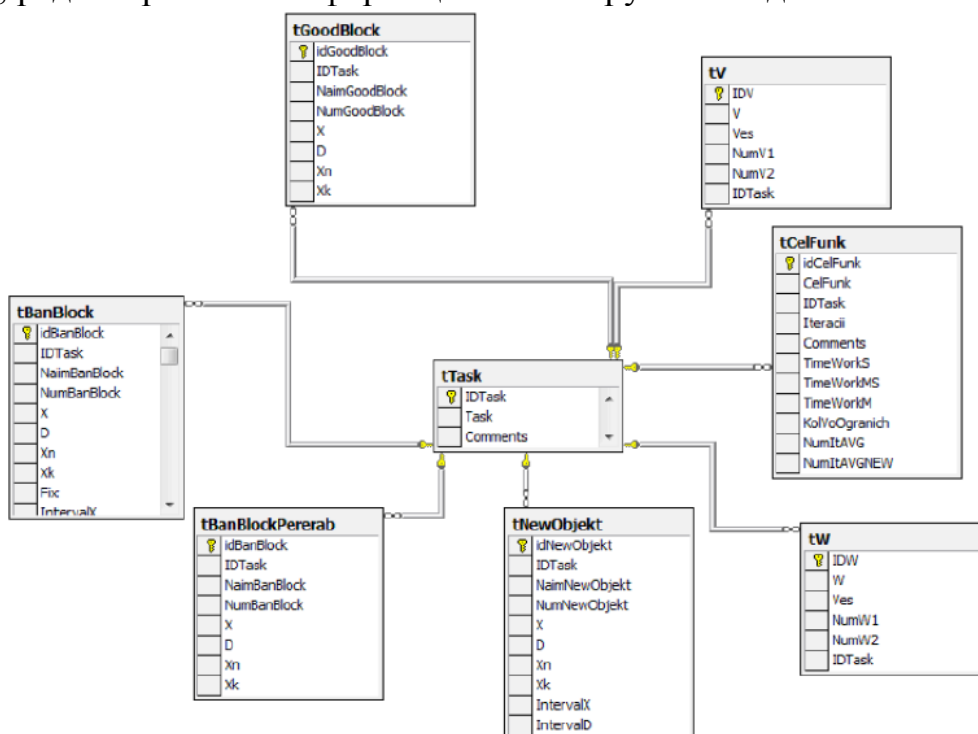 tGoodBlock
idGoodBlock
IDTask
NaimGoodBlock
NumGoodBlock
X
D
Xn
Xk
tV
IDV
V
Ves
NumV1
NumV2
IDTask
tCelFunk
idCelFunk
CelFunk
IDTask
Iteracii
Comments
TimeWorkS
TimeWorkMS
TimeWorkM
KolVoOgranich
NumItAVG
NumItAVGNEW
tBanBlock
idBanBlock
IDTask
NaimBanBlock
NumBanBlock
X
D
Xn
Xk
Fix
IntervalX
tTask
IDTask
Task
Comments
tBanBlockPererab
idBanBlock
IDTask
NaimBanBlock
NumBanBlock
X
D
Xn
Xk
tNewObjekt
idNewObjekt
IDTask
NaimNewObjekt
NumNewObjekt
X
D
Xn
Xk
IntervalX
IntervalD
tW
IDW
W
Ves
NumW1
NumW2
IDTask